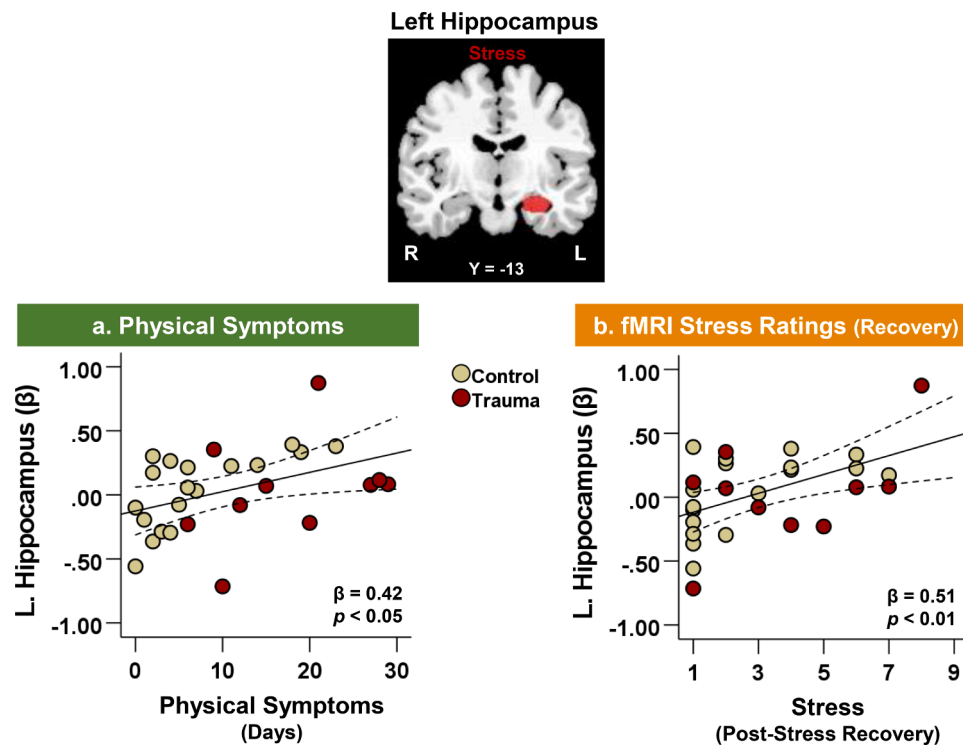 Left Hippocampus
Stress
R
L
Y = -13
a. Physical Symptoms
1.00
.50
.00
-.50
-1.00
L. Hippocampus (β)
β = 0.42
p < 0.05
0
10
20
30
Physical Symptoms
(Days)
Control
Trauma
b. fMRI Stress Ratings (Recovery)
1.00
.50
.00
-.50
-1.00
L. Hippocampus (β)
β = 0.51
p < 0.01
1
3
5
7
9
Stress
(Post-Stress Recovery)